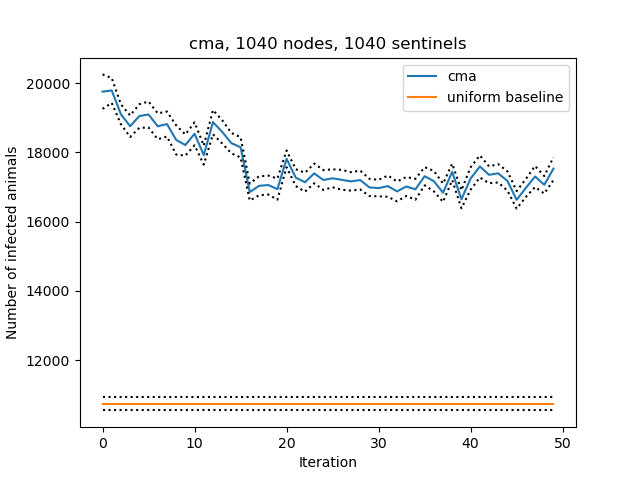 cma, 1040 nodes, 1040 sentinels
cma
uniform baseline
Number of infected animals
20000
18000
16000
14000
12000
0 10 20 30 40 50
Iteration